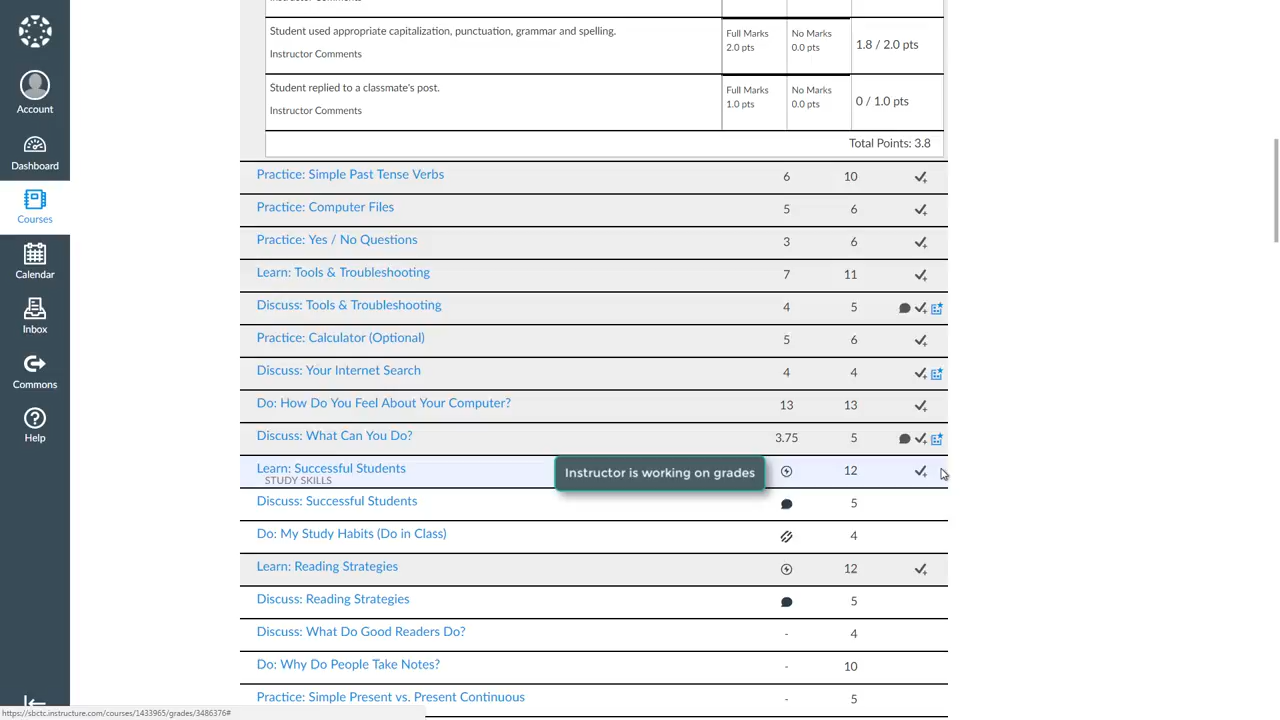 Student used appropriate capitalization, punctuation, grammar and spelling.
Instructor Comments
Full Marks
2.0 pts
No Marks
0.0 pts
1.8 / 2.0 pts
Student replied to a classmate's post.
Instructor Comments
Full Marks
1.0 pts
No Marks
0.0 pts
0 / 1.0 pts
Total Points: 3.8
Account
Dashboard
Courses
Calendar
Inbox
Commons
Help
Practice: Simple Past Tense Verbs 6 10
Practice: Computer Files 5 6
Practice: Yes / No Questions 3 6
Learn: Tools & Troubleshooting 7 11
Discuss: Tools & Troubleshooting 4 5
Practice: Calculator (Optional) 5 6
Discuss: Your Internet Search 4 4
Do: How Do You Feel About Your Computer? 13 13
Discuss: What Can You Do? 3.75 5
Learn: Successful Students 12
STUDY SKILLS
Instructor is working on grades
Discuss: Successful Students 5
Do: My Study Habits (Do in Class) 4
Learn: Reading Strategies 12
Discuss: Reading Strategies 5
Discuss: What Do Good Readers Do? - 4
Do: Why Do People Take Notes? - 10
Practice: Simple Present vs. Present Continuous - 5
https://sbctc.instructure.com/courses/1433965/grades/3486376#